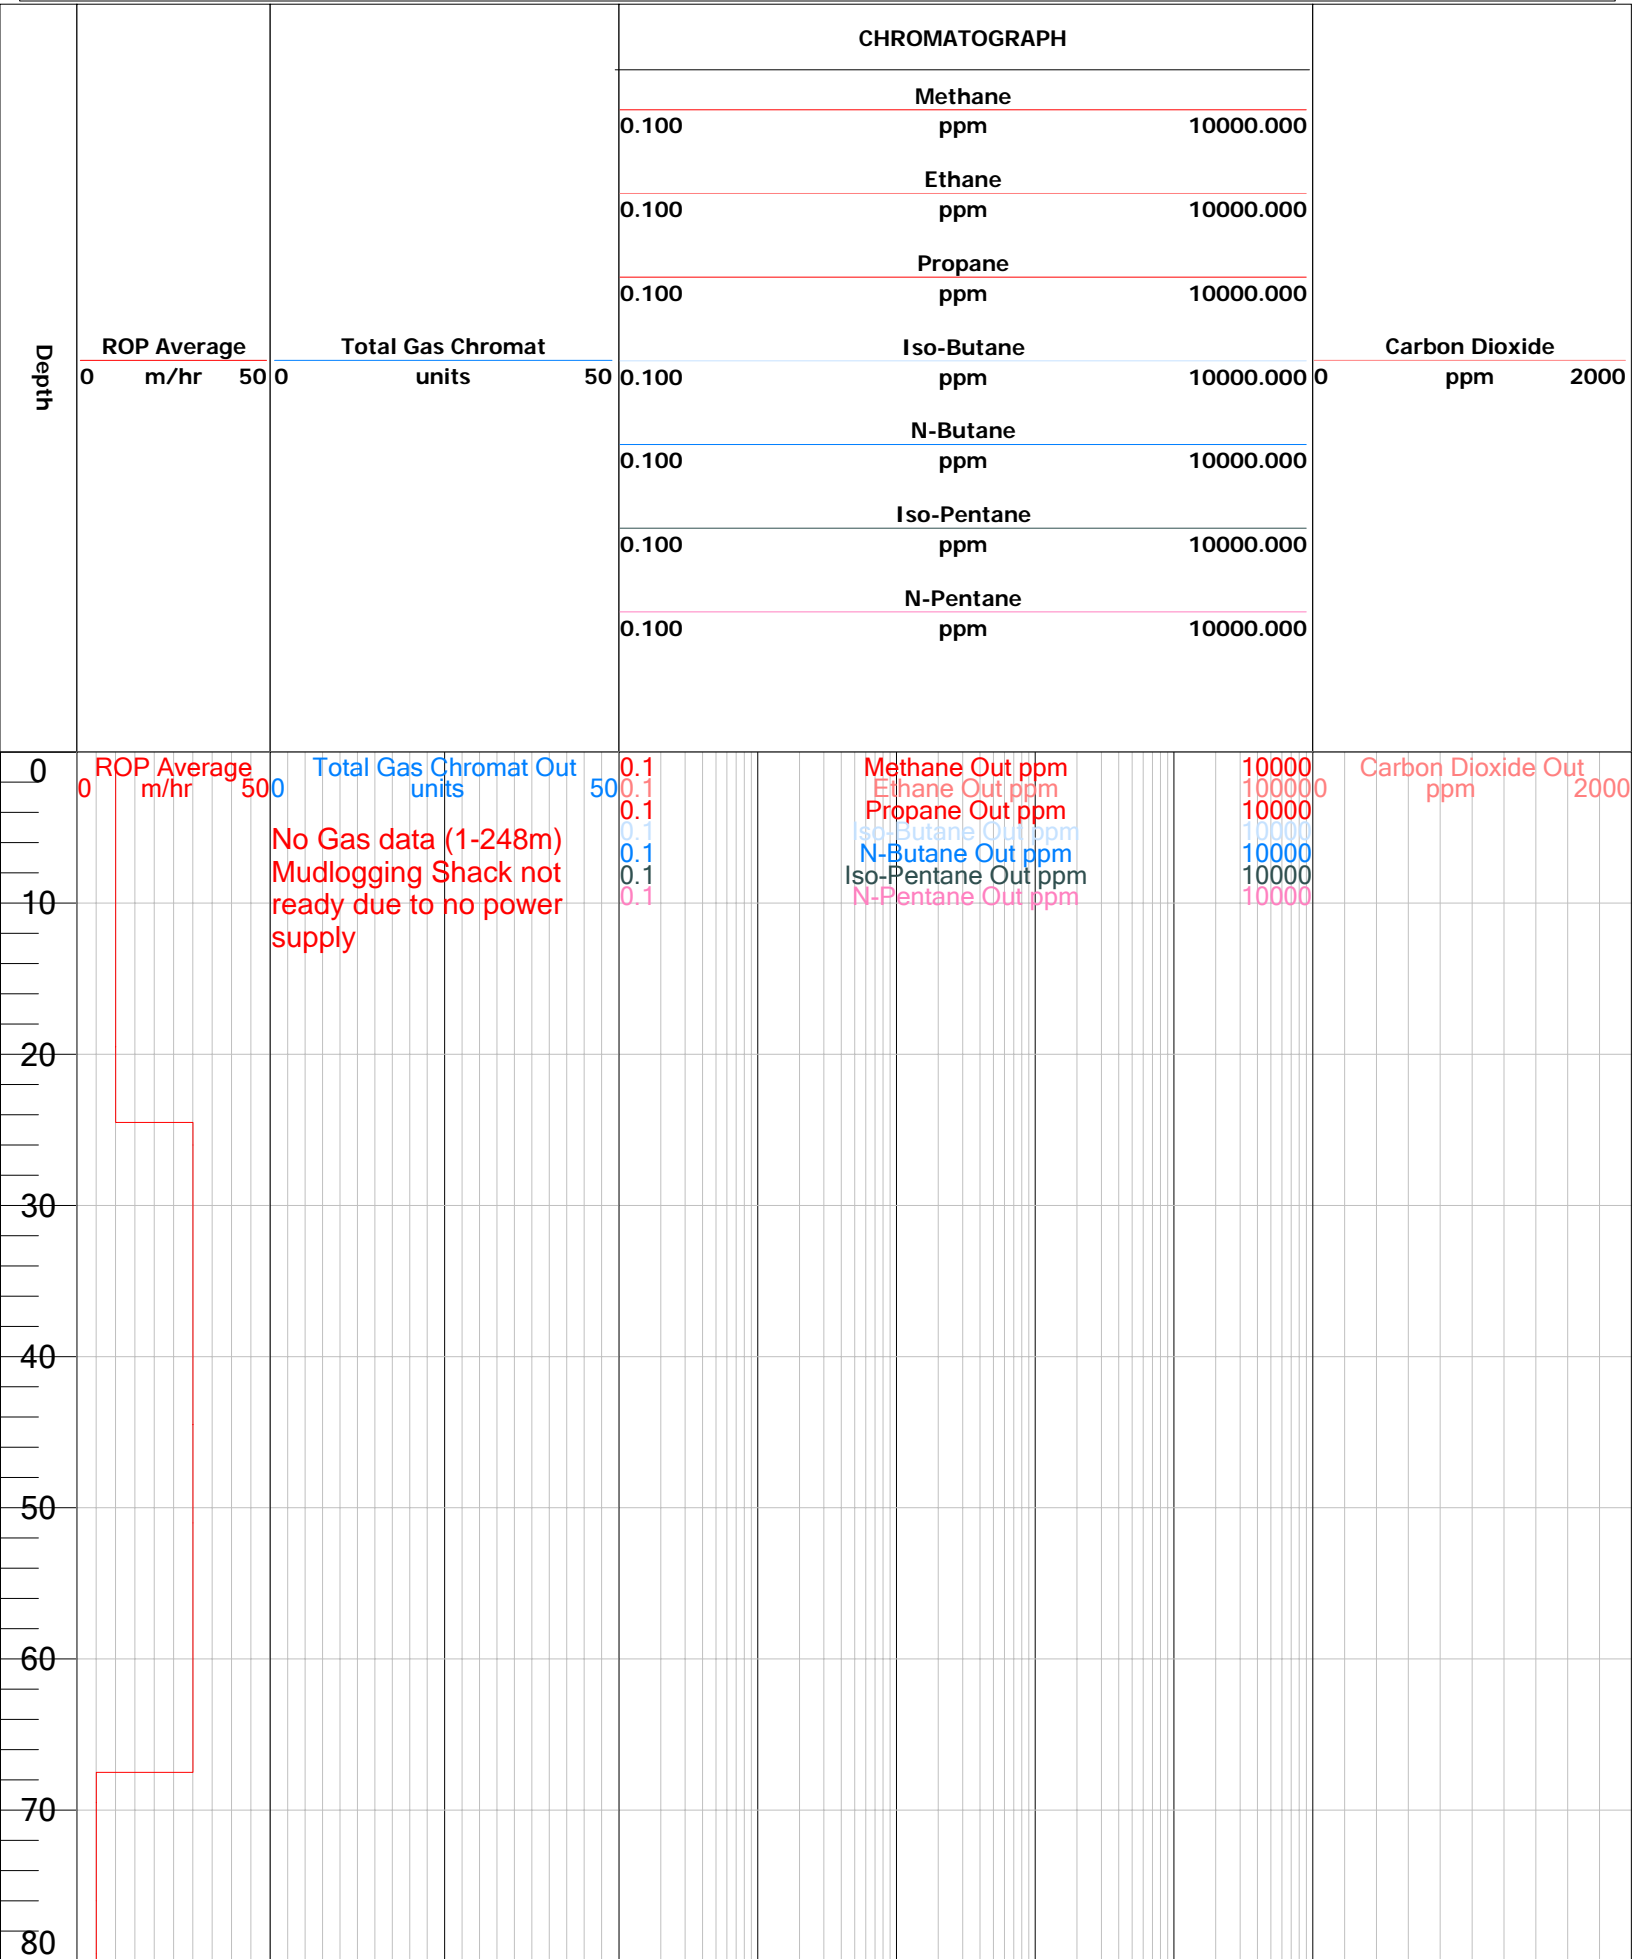 CHROMATOGRAPH
Methane
0.100 ppm 10000.000
Ethane
0.100 ppm 10000.000
Propane
0.100 ppm 10000.000
Depth
ROP Average
0 m/hr 50
Total Gas Chromat
0 units 50
Iso-Butane
0.100 ppm 10000.000
Carbon Dioxide
0 ppm 2000
N-Butane
0.100 ppm 10000.000
Iso-Pentane
0.100 ppm 10000.000
N-Pentane
0.100 ppm 10000.000
0
ROP Average
0 m/hr 50
Total Gas Chromat Out
0 units 50
0.1 Methane Out ppm 10000
0.1 Ethane Out ppm 10000
0.1 Propane Out ppm 10000
0.1 Iso-Butane Out ppm 10000
0.1 N-Butane Out ppm 10000
0.1 Iso-Pentane Out ppm 10000
0.1 N-Pentane Out ppm 10000
Carbon Dioxide Out
0 ppm 2000
No Gas data (1-248m)
Mudlogging Shack not
ready due to no power
supply
10
20
30
40
50
60
70
80